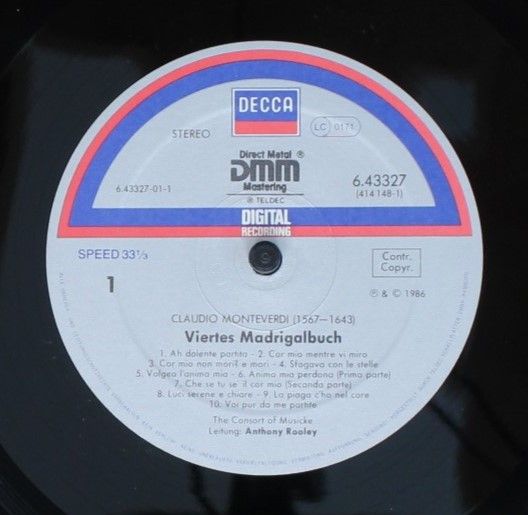 DECCA
STEREO
LC 0171
Direct Metal ®
DMM
Mastering
® TELDEC
6.43327-01-1
6.43327
(414 148-1)
DIGITAL
RECORDING
SPEED 33⅓
Contr.
Copyr.
1
℗ & © 1986
CLAUDIO MONTEVERDI (1567—1643)
Viertes Madrigalbuch
1. Ah dolente partita - 2. Cor mio mentre vi miro
3. Cor mio non mori? e mori - 4. Sfogava con le stelle
5. Volgea l'anima mia - 6. Anima mia perdona (Prima parte)
7. Che se tu se' il cor mio (Seconda parte)
8. Luci serene e chiare - 9. La piaga c'ho nel core
10. Voi pur da me partite
The Consort of Musicke
Leitung: Anthony Rooley